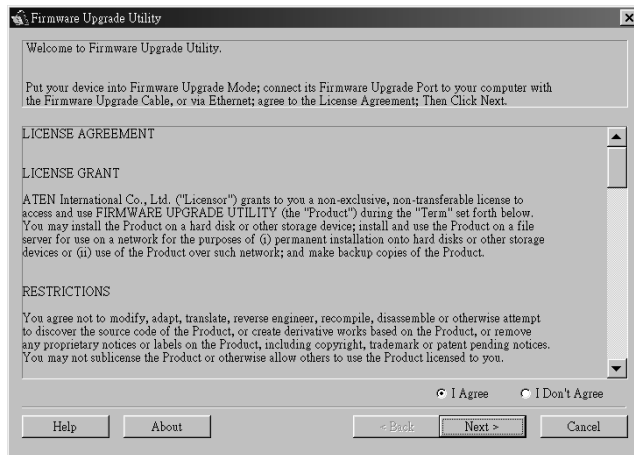 Firmware Upgrade Utility
Welcome to Firmware Upgrade Utility.
Put your device into Firmware Upgrade Mode; connect its Firmware Upgrade Port to your computer with
the Firmware Upgrade Cable, or via Ethernet; agree to the License Agreement; Then Click Next.
LICENSE AGREEMENT
LICENSE GRANT
ATEN International Co., Ltd. ("Licensor") grants to you a non-exclusive, non-transferable license to
access and use FIRMWARE UPGRADE UTILITY (the "Product") during the "Term" set forth below.
You may install the Product on a hard disk or other storage device; install and use the Product on a file
server for use on a network for the purposes of (i) permanent installation onto hard disks or other storage
devices or (ii) use of the Product over such network; and make backup copies of the Product.
RESTRICTIONS
You agree not to modify, adapt, translate, reverse engineer, recompile, disassemble or otherwise attempt
to discover the source code of the Product, or create derivative works based on the Product, or remove
any proprietary notices or labels on the Product, including copyright, trademark or patent pending notices.
You may not sublicense the Product or otherwise allow others to use the Product licensed to you.
I Agree I Don't Agree
Help About < Back Next > Cancel